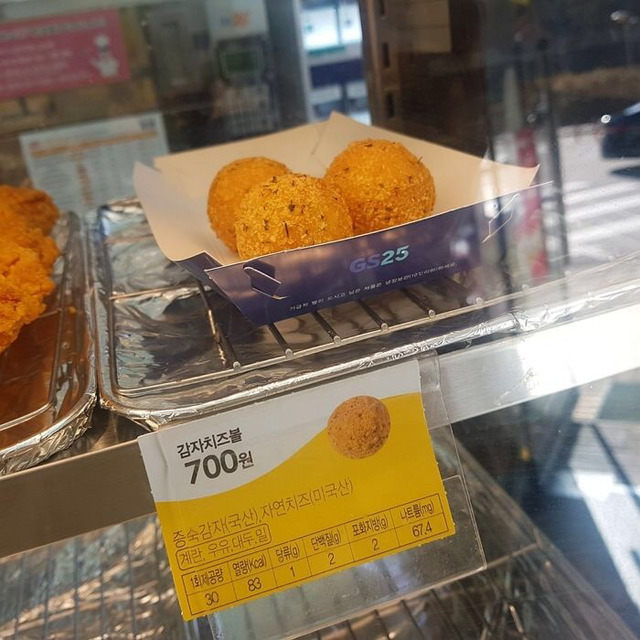 GS25
감자치즈볼
700원
증숙감자(국산),자연치즈(미국산)
계란, 우유, 대두, 밀
1회제공량 열량(Kcal) 당류(g) 단백질(g) 포화지방(g) 나트륨(mg)
30 83 1 2 2 67.4